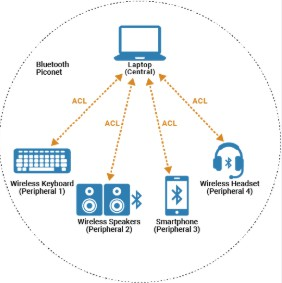 Bluetooth
Piconet
Laptop
(Central)
ACL
ACL
ACL
ACL
Wireless Keyboard
(Peripheral 1)
Wireless Speakers
(Peripheral 2)
Smartphone
(Peripheral 3)
Wireless Headset
(Peripheral 4)